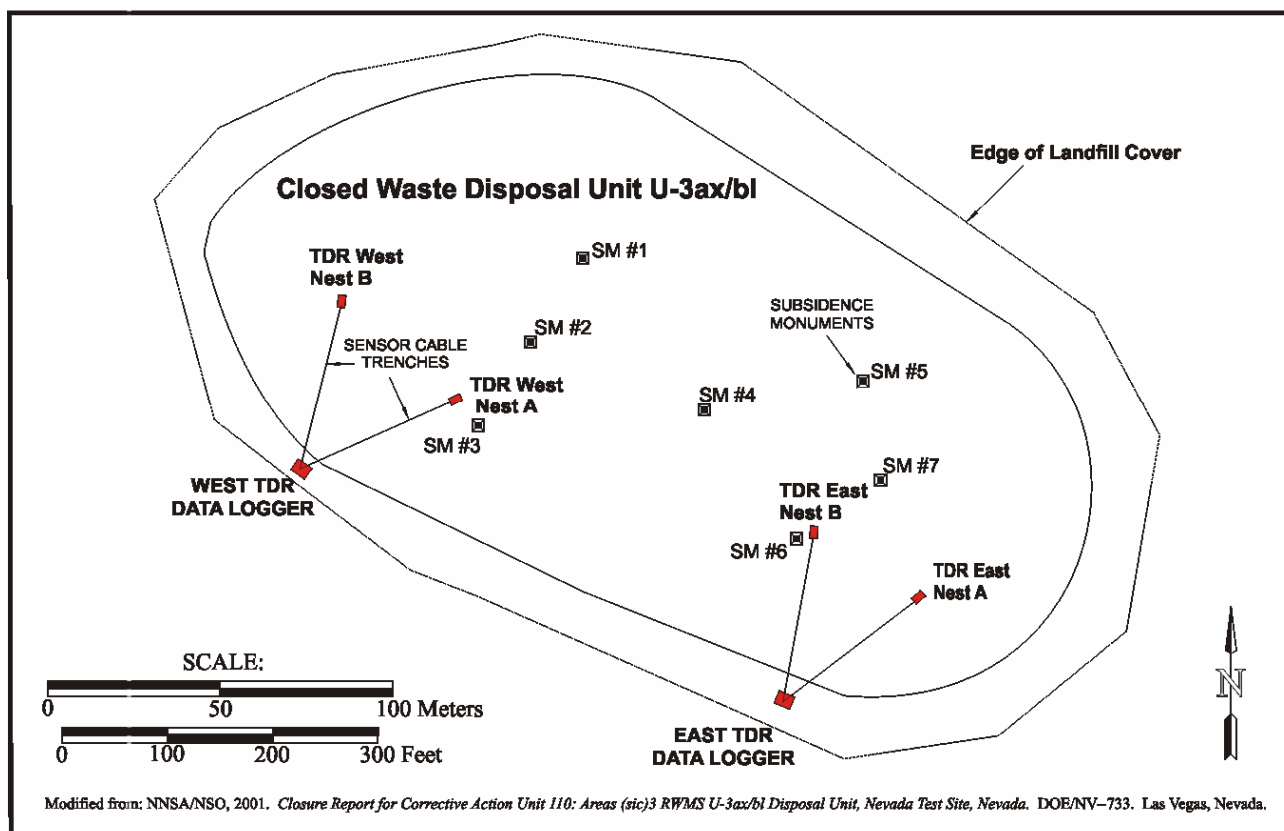 Edge of Landfill Cover
Closed Waste Disposal Unit U-3ax/bl
TDR West
Nest B
SM #1
SUBSIDENCE
MONUMENTS
SM #2
SENSOR CABLE
TRENCHES
SM #5
TDR West
Nest A
SM #4
SM #3
SM #7
WEST TDR
DATA LOGGER
TDR East
Nest B
SM #6
TDR East
Nest A
SCALE:
0 50 100 Meters
0 100 200 300 Feet
EAST TDR
DATA LOGGER
N
Modified from: NNSA/NSO, 2001. Closure Report for Corrective Action Unit 110: Areas (sic)3 RWMS U-3ax/bl Disposal Unit, Nevada Test Site, Nevada. DOE/NV–733. Las Vegas, Nevada.